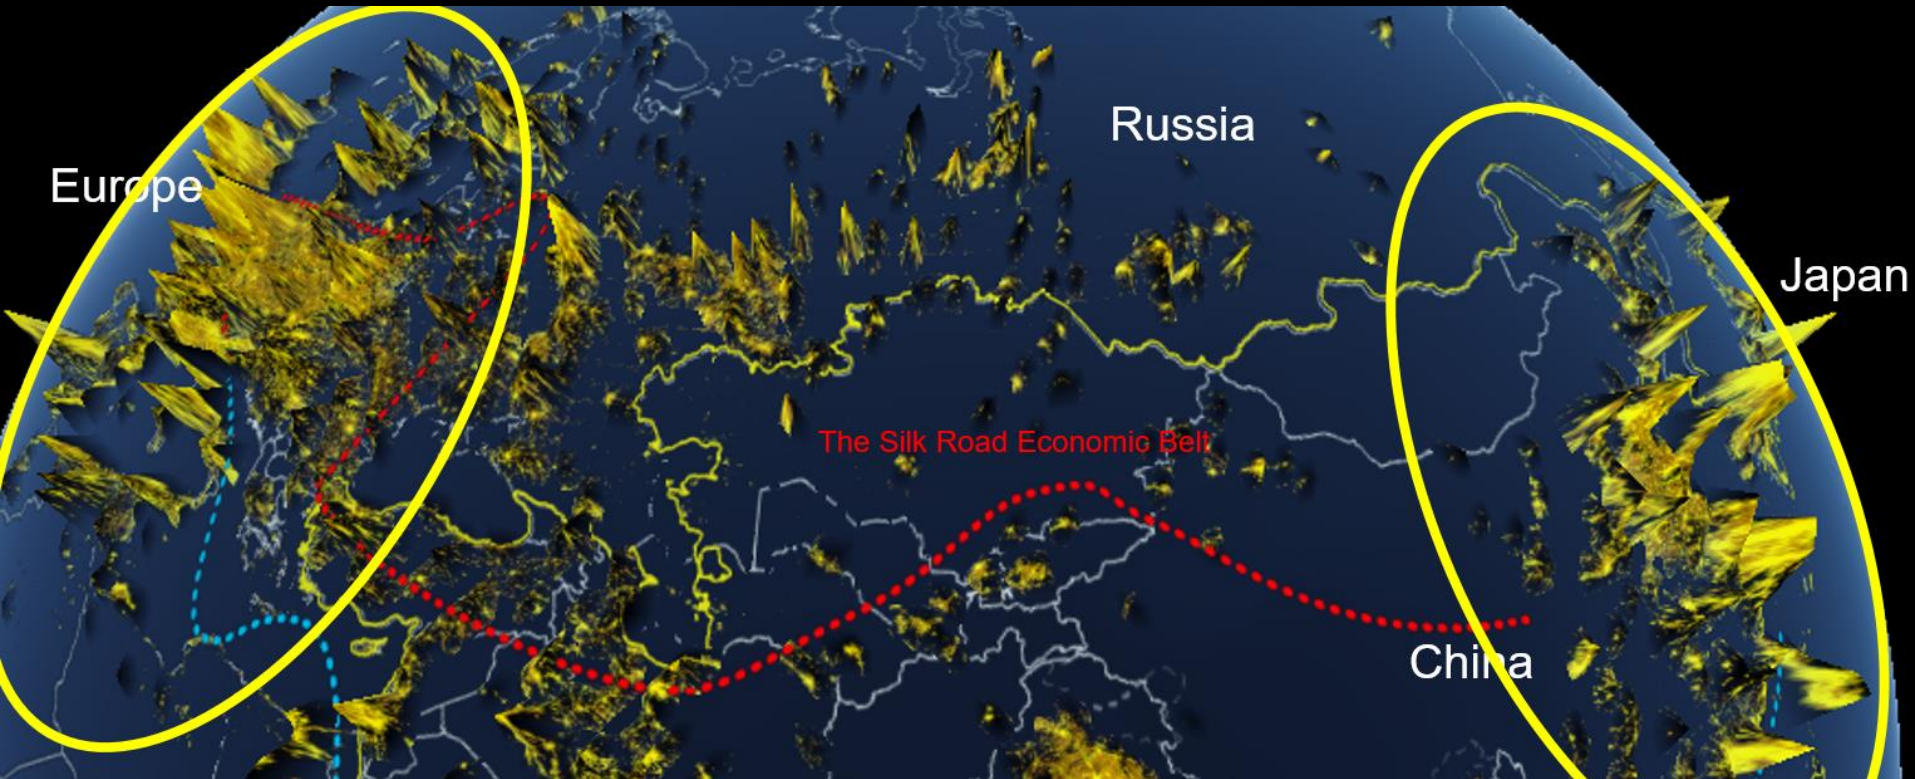 Russia
Europe
Japan
The Silk Road Economic Belt
China